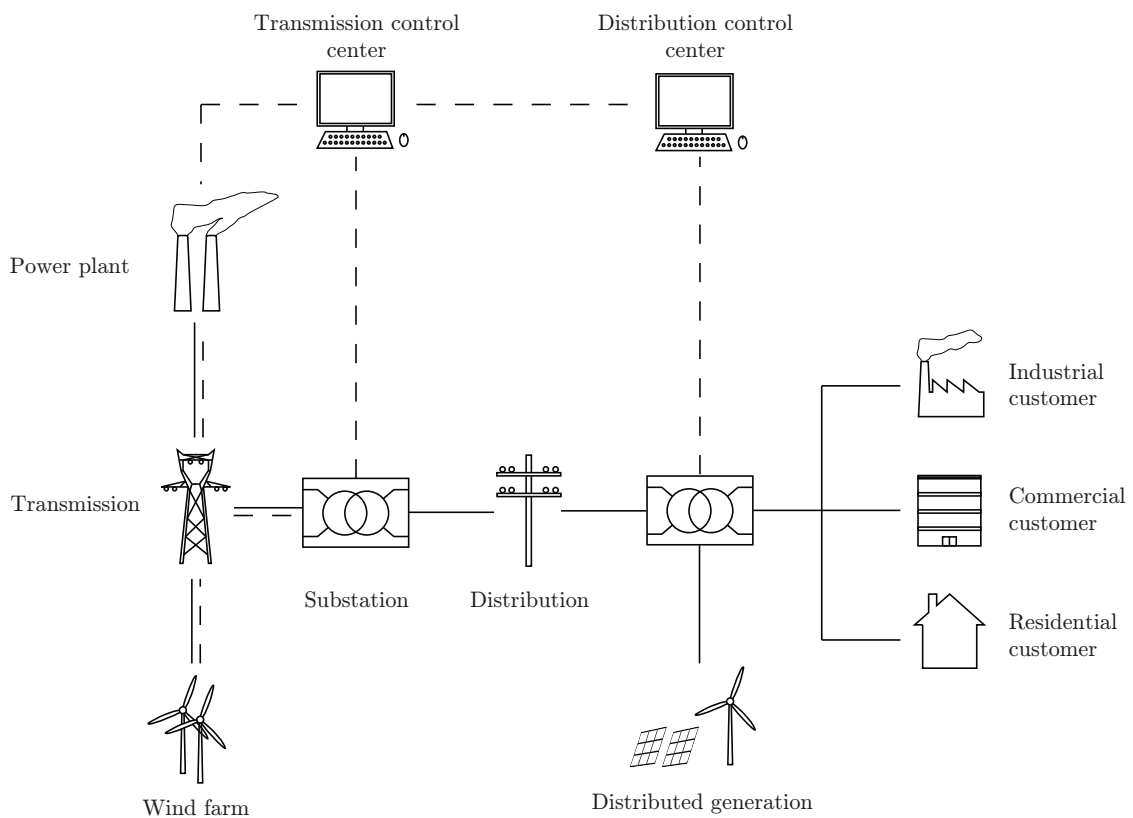 Transmission control
center
Distribution control
center
Power plant
Industrial
customer
Transmission
Commercial
customer
Substation
Distribution
Residential
customer
Wind farm
Distributed generation